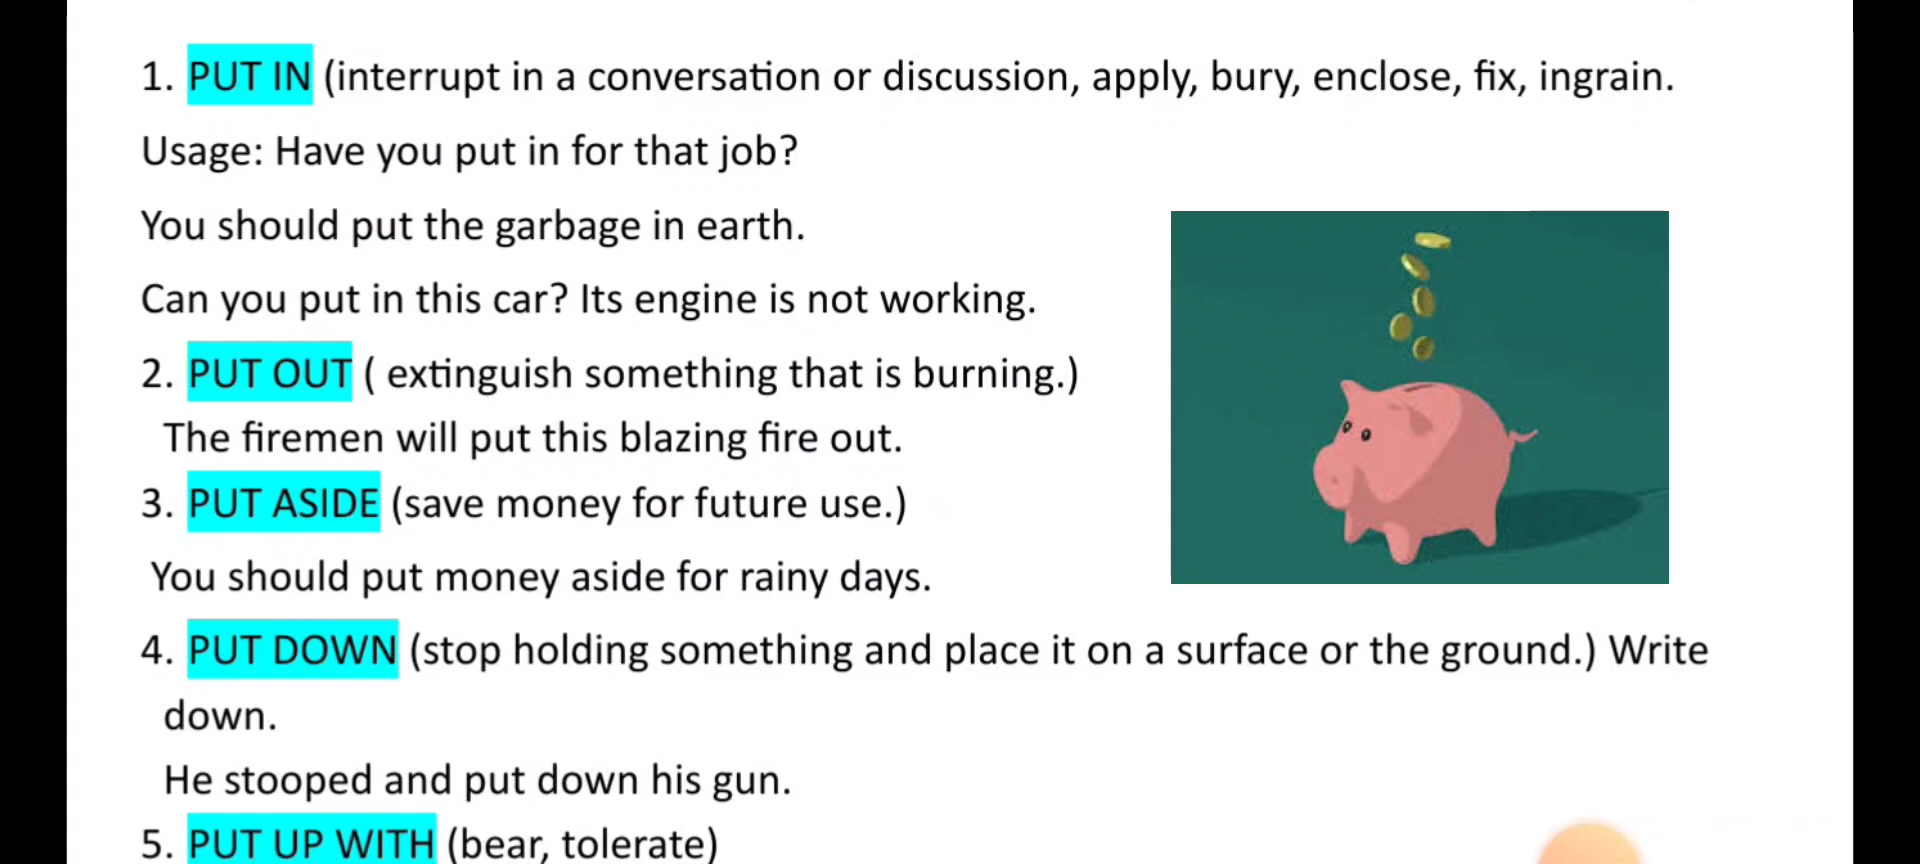 1. PUT IN (interrupt in a conversation or discussion, apply, bury, enclose, fix, ingrain.
Usage: Have you put in for that job?
You should put the garbage in earth.
Can you put in this car? Its engine is not working.
2. PUT OUT ( extinguish something that is burning.)
The firemen will put this blazing fire out.
3. PUT ASIDE (save money for future use.)
You should put money aside for rainy days.
4. PUT DOWN (stop holding something and place it on a surface or the ground.) Write
down.
He stooped and put down his gun.
5. PUT UP WITH (bear, tolerate)